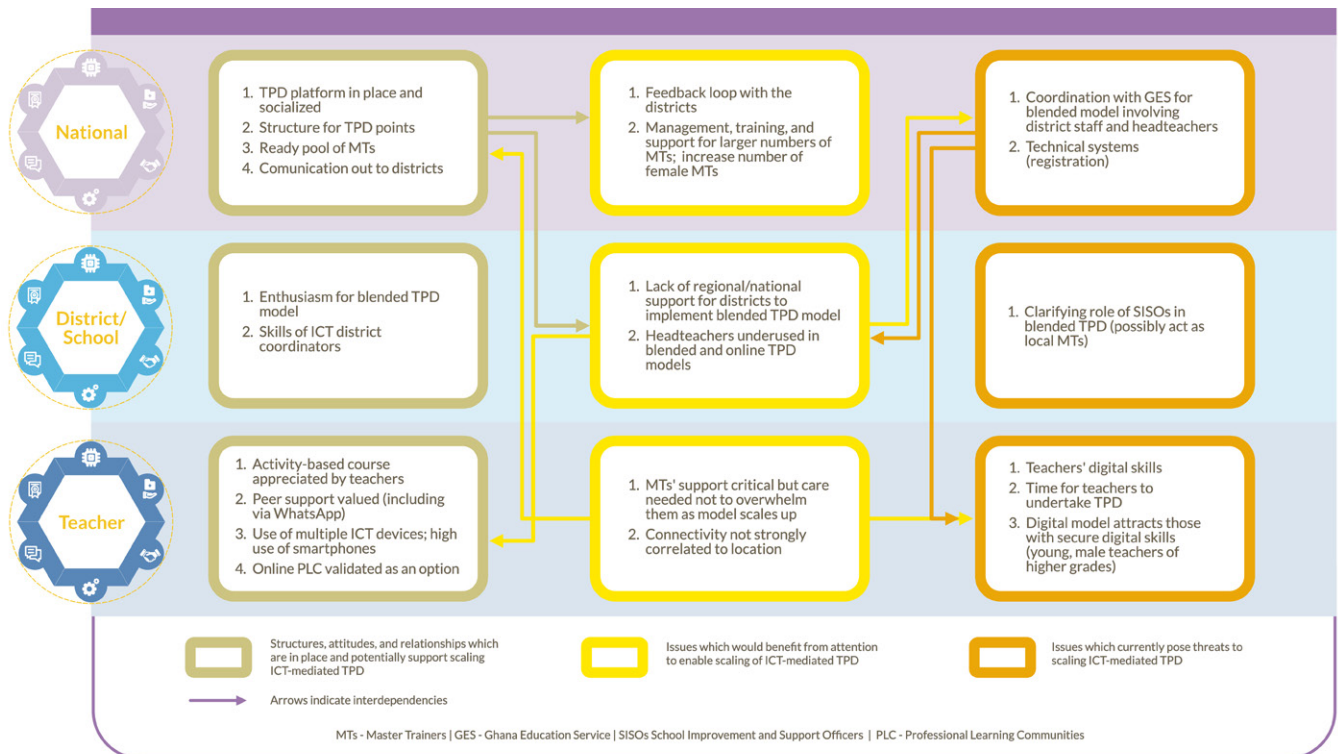 National
1. TPD platform in place and
socialized
2. Structure for TPD points
3. Ready pool of MTs
4. Comunication out to districts
1. Feedback loop with the
districts
2. Management, training, and
support for larger numbers of
MTs; increase number of
female MTs
1. Coordination with GES for
blended model involving
district staff and headteachers
2. Technical systems
(registration)
District/
School
1. Enthusiasm for blended TPD
model
2. Skills of ICT district
coordinators
1. Lack of regional/national
support for districts to
implement blended TPD model
2. Headteachers underused in
blended and online TPD
models
1. Clarifying role of SISOs in
blended TPD (possibly act as
local MTs)
Teacher
1. Activity-based course
appreciated by teachers
2. Peer support valued (including
via WhatsApp)
3. Use of multiple ICT devices; high
use of smartphones
4. Online PLC validated as an option
1. MTs' support critical but care
needed not to overwhelm
them as model scales up
2. Connectivity not strongly
correlated to location
1. Teachers' digital skills
2. Time for teachers to
undertake TPD
3. Digital model attracts those
with secure digital skills
(young, male teachers of
higher grades)
Structures, attitudes, and relationships which
are in place and potentially support scaling
ICT-mediated TPD
Issues which would benefit from attention
to enable scaling of ICT-mediated TPD
Issues which currently pose threats to
scaling ICT-mediated TPD
Arrows indicate interdependencies
MTs - Master Trainers | GES - Ghana Education Service | SISOs School Improvement and Support Officers | PLC - Professional Learning Communities